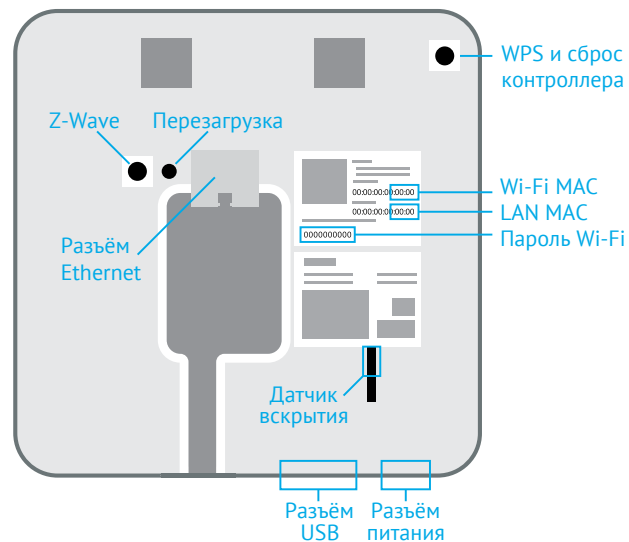 WPS и сброс
контроллера
Z-Wave
Перезагрузка
Wi-Fi MAC
00:00:00:00:00:00
LAN MAC
00:00:00:00:00:00
Пароль Wi-Fi
0000000000
Разъём
Ethernet
Датчик
вскрытия
Разъём
USB
Разъём
питания